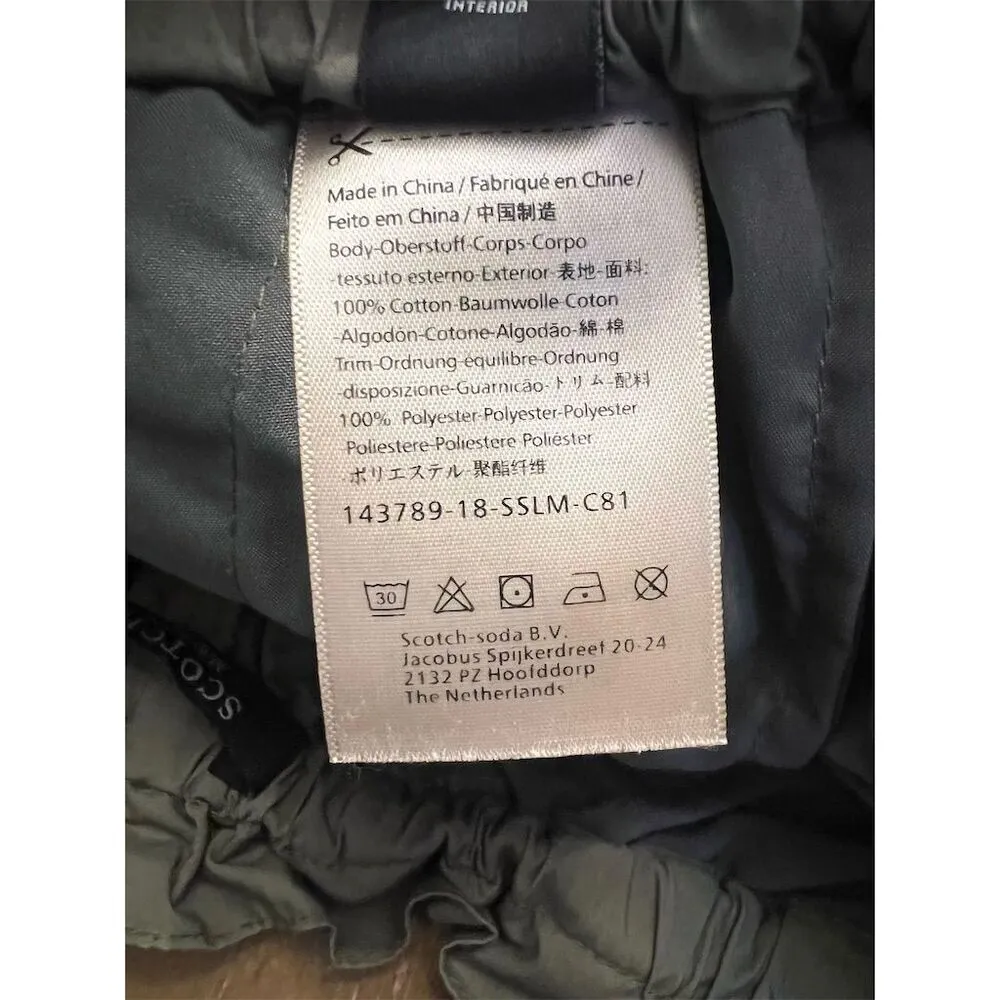 INTERIOR
Made in China / Fabriqué en Chine /
Feito em China / 中国制造
Body-Oberstoff-Corps-Corpo
-tessuto esterno-Exterior-表地-面料:
100% Cotton-Baumwolle-Coton
-Algodón-Cotone-Algodão-綿-棉
Trim-Ordnung-equilibre-Ordnung
-disposizione-Guarnicão-トリム-配料
100% Polyester-Polyester-Polyester
Poliestere-Poliestere Poliéster
-ポリエステル-聚酯纤维
143789-18-SSLM-C81
30
Scotch-soda B.V.
Jacobus Spijkerdreef 20-24
2132 PZ Hoofddorp
The Netherlands